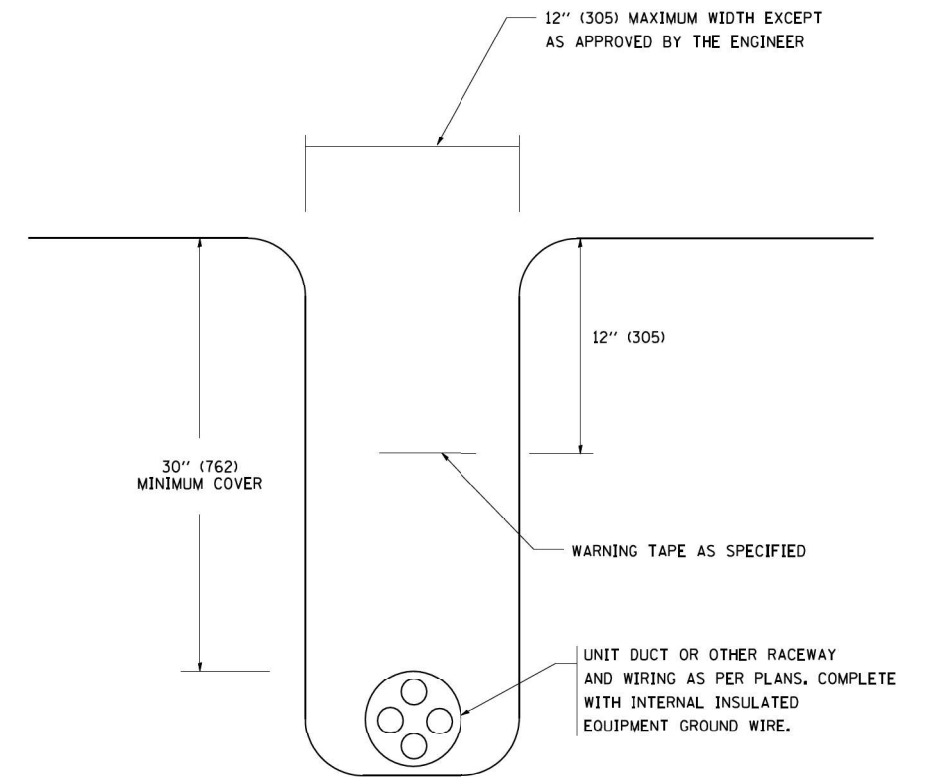 12'' (305) MAXIMUM WIDTH EXCEPT
AS APPROVED BY THE ENGINEER
12'' (305)
30'' (762)
MINIMUM COVER
WARNING TAPE AS SPECIFIED
UNIT DUCT OR OTHER RACEWAY
AND WIRING AS PER PLANS. COMPLETE
WITH INTERNAL INSULATED
EQUIPMENT GROUND WIRE.